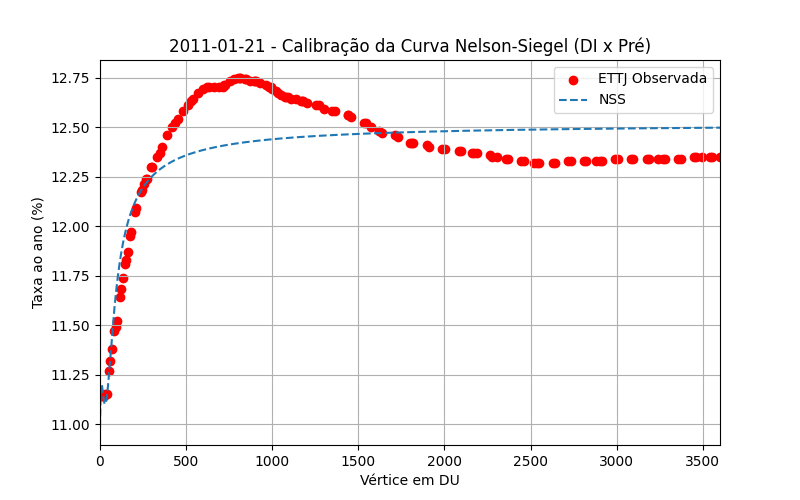 2011-01-21 - Calibração da Curva Nelson-Siegel (DI x Pré)
ETTJ Observada
NSS
Taxa ao ano (%)
12.75
12.50
12.25
12.00
11.75
11.50
11.25
11.00
0 500 1000 1500 2000 2500 3000 3500
Vértice em DU